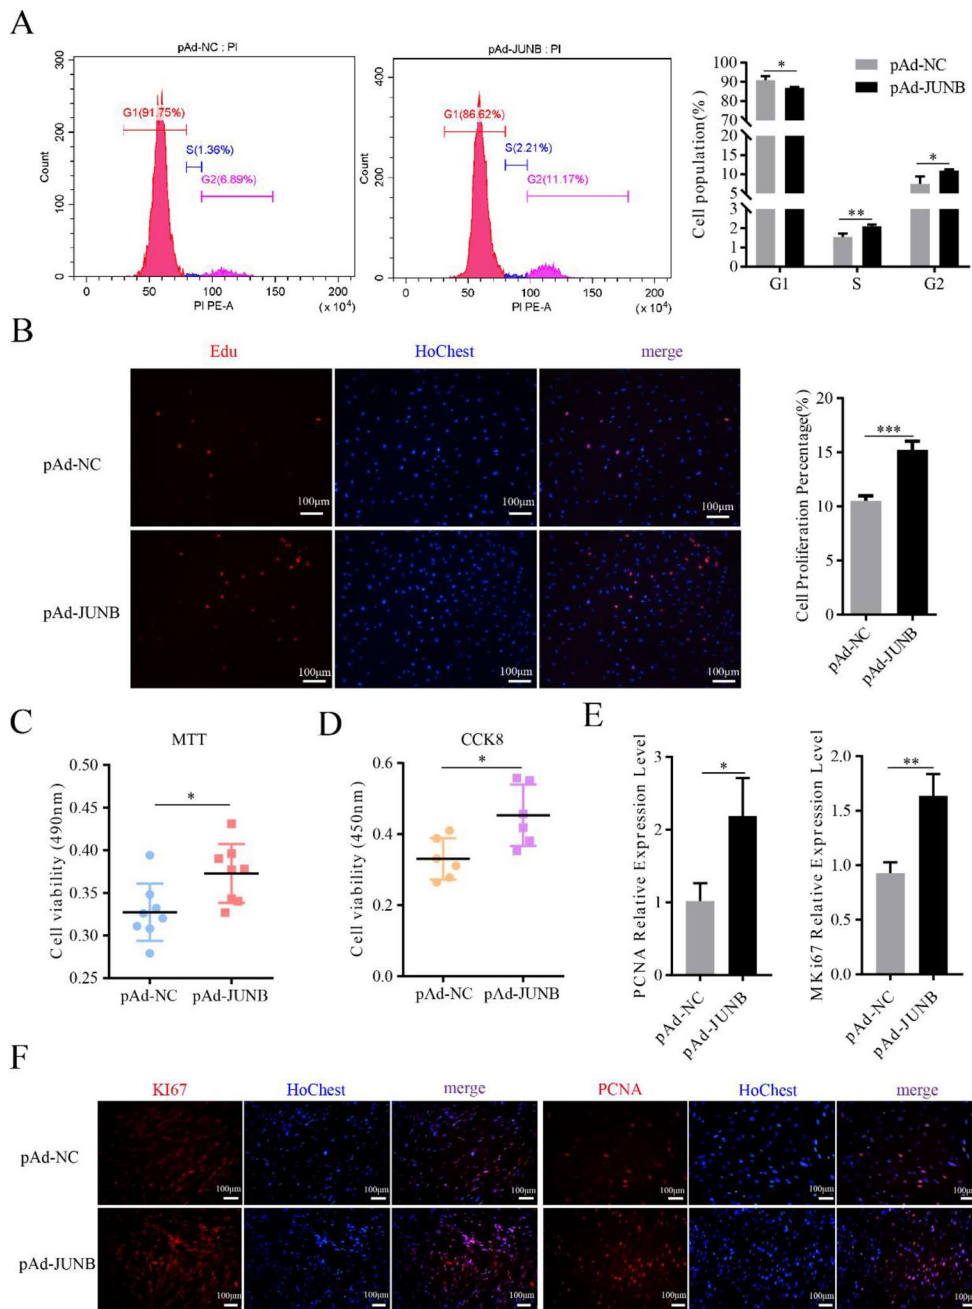 A
pAd-NC : PI
Count
300
200
100
0
G1(91.75%)
S(1.36%)
G2(6.89%)
0 50 100 150 200
PI PE-A (x 10⁴)
pAd-JUNB : PI
Count
400
200
0
G1(86.62%)
S(2.21%)
G2(11.17%)
0 50 100 150 200
PI PE-A (x 10⁴)
Cell population(%)
100
90
80
70
20
15
10
5
3
2
1
0
* ** *
G1 S G2
pAd-NC
pAd-JUNB
B
Edu HoChest merge
pAd-NC
100μm 100μm 100μm
pAd-JUNB
100μm 100μm 100μm
Cell Proliferation Percentage(%)
20
15
10
5
0
***
pAd-NC
pAd-JUNB
C
MTT
Cell viability (490nm)
0.50
0.45
0.40
0.35
0.30
0.25
*
pAd-NC pAd-JUNB
D
CCK8
Cell viability (450nm)
0.6
0.4
0.2
0.0
*
pAd-NC pAd-JUNB
E
PCNA Relative Expression Level
3
2
1
0
*
pAd-NC
pAd-JUNB
MKi67 Relative Expression Level
2.0
1.5
1.0
0.5
0.0
**
pAd-NC
pAd-JUNB
F
KI67 HoChest merge PCNA HoChest merge
pAd-NC
100μm 100μm 100μm 100μm 100μm 100μm
pAd-JUNB
100μm 100μm 100μm 100μm 100μm 100μm